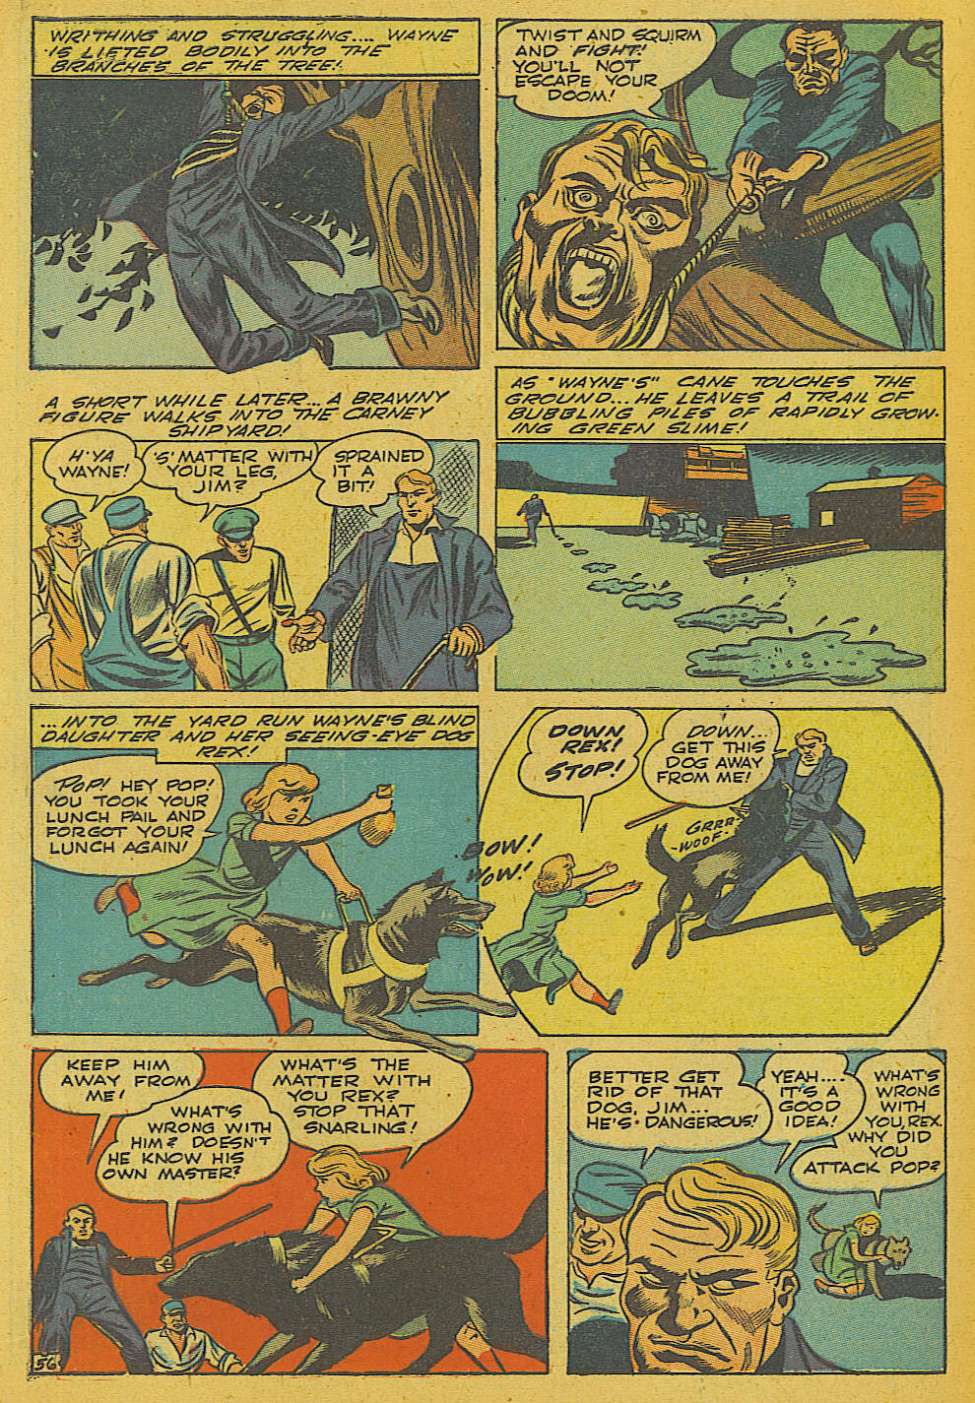 WRITHING AND STRUGGLING.... WAYNE
IS LIFTED BODILY INTO THE
BRANCHES OF THE TREE!
TWIST AND SQUIRM
AND FIGHT!
YOU'LL NOT
ESCAPE YOUR
DOOM!
A SHORT WHILE LATER... A BRAWNY
FIGURE WALKS INTO THE CARNEY
SHIPYARD!
H'YA
WAYNE!
'S'MATTER WITH
YOUR LEG,
JIM?
SPRAINED
IT A
BIT!
AS "WAYNE'S" CANE TOUCHES THE
GROUND... HE LEAVES A TRAIL OF
BUBBLING PILES OF RAPIDLY GROW-
ING GREEN SLIME!
...INTO THE YARD RUN WAYNE'S BLIND
DAUGHTER AND HER SEEING-EYE DOG
REX!
POP! HEY POP!
YOU TOOK YOUR
LUNCH PAIL AND
FORGOT YOUR
LUNCH AGAIN!
BOW!
WOW!
DOWN
REX!
STOP!
DOWN...
GET THIS
DOG AWAY
FROM ME!
GRRR-
-WOOF-
KEEP HIM
AWAY FROM
ME!
WHAT'S
WRONG WITH
HIM? DOESN'T
HE KNOW HIS
OWN MASTER?
WHAT'S THE
MATTER WITH
YOU REX?
STOP THAT
SNARLING!
56
BETTER GET
RID OF THAT
DOG, JIM...
HE'S DANGEROUS!
YEAH....
IT'S A
GOOD
IDEA!
WHAT'S
WRONG
WITH
YOU, REX.
WHY DID
YOU
ATTACK POP?